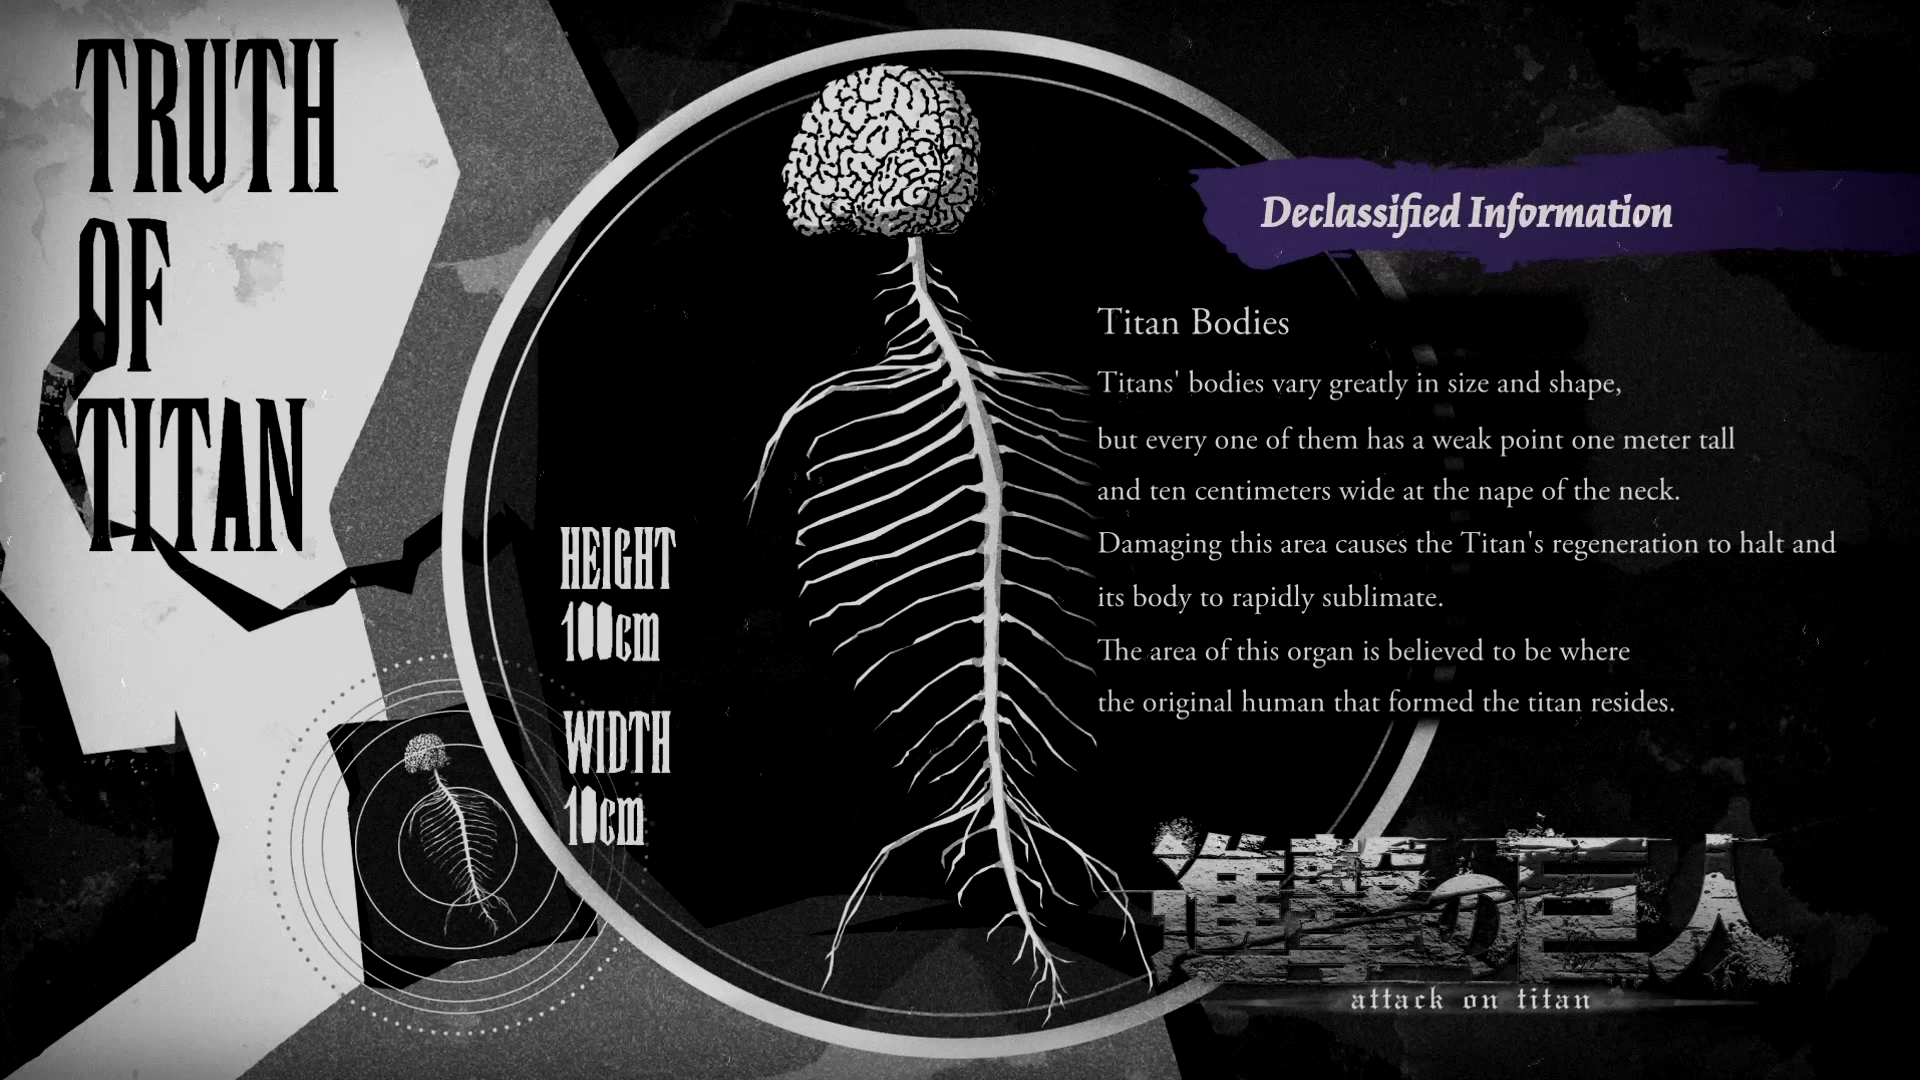 TRUTH
OF
TITAN
HEIGHT
100cm
WIDTH
10cm
Declassified Information
Titan Bodies
Titans' bodies vary greatly in size and shape,
but every one of them has a weak point one meter tall
and ten centimeters wide at the nape of the neck.
Damaging this area causes the Titan's regeneration to halt and
its body to rapidly sublimate.
The area of this organ is believed to be where
the original human that formed the titan resides.
進撃の巨人
attack on titan